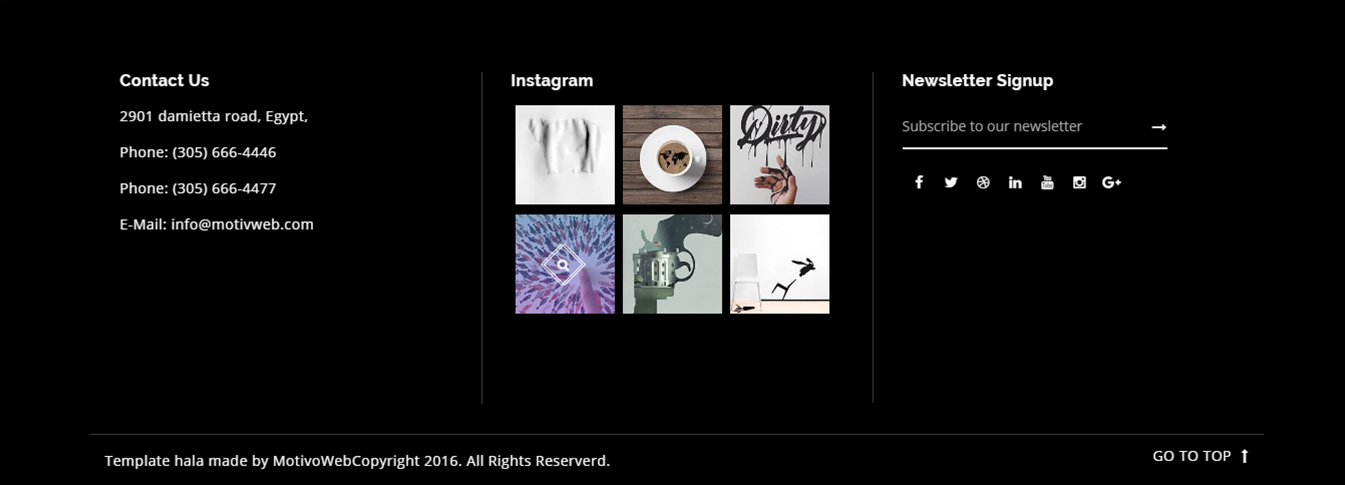 Contact Us
2901 damietta road, Egypt,
Phone: (305) 666-4446
Phone: (305) 666-4477
E-Mail: info@motivweb.com
Instagram
Dirty
Newsletter Signup
Subscribe to our newsletter
Template hala made by MotivoWebCopyright 2016. All Rights Reserverd.
GO TO TOP